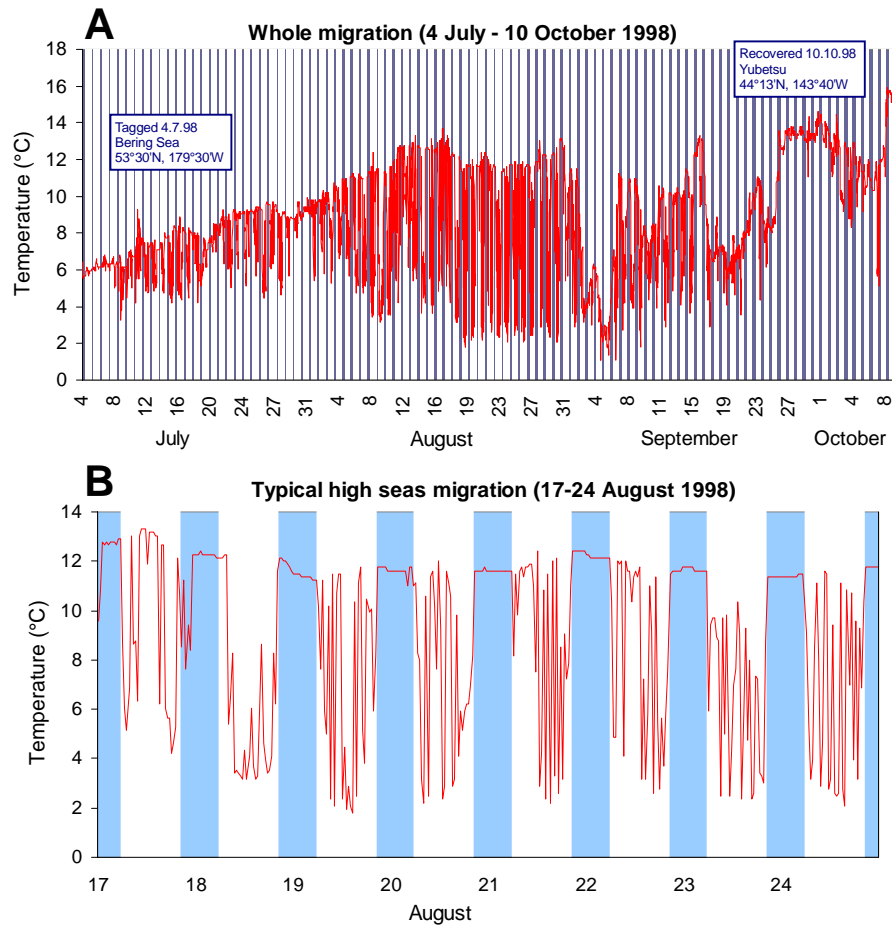 A
Whole migration (4 July - 10 October 1998)
Temperature (°C)
18
16
14
12
10
8
6
4
2
0
Tagged 4.7.98
Bering Sea
53°30'N, 179°30'W
Recovered 10.10.98
Yubetsu
44°13'N, 143°40'W
4 8 12 16 20 24 28 31 4 8 12 16 19 23 27 31 4 7 11 15 19 23 27 1 4 8
July August September October
B
Typical high seas migration (17-24 August 1998)
Temperature (°C)
14
12
10
8
6
4
2
0
17 18 19 20 21 22 23 24
August